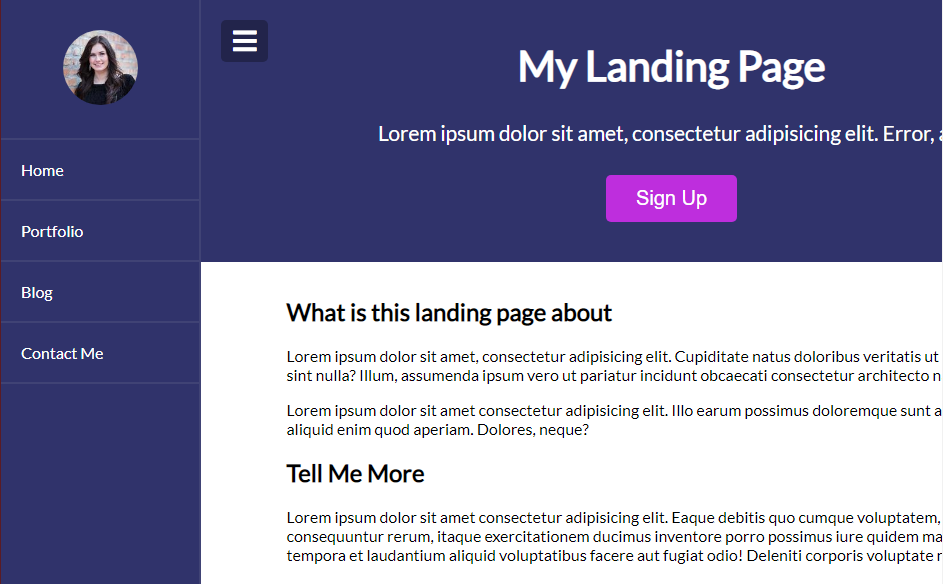 Home
Portfolio
Blog
Contact Me
My Landing Page
Lorem ipsum dolor sit amet, consectetur adipisicing elit. Error,
Sign Up
What is this landing page about
Lorem ipsum dolor sit amet, consectetur adipisicing elit. Cupiditate natus doloribus veritatis ut
sint nulla? Illum, assumenda ipsum vero ut pariatur incidunt obcaecati consectetur architecto
Lorem ipsum dolor sit amet consectetur adipisicing elit. Illo earum possimus doloremque sunt
aliquid enim quod aperiam. Dolores, neque?
Tell Me More
Lorem ipsum dolor sit amet consectetur adipisicing elit. Eaque debitis quo cumque voluptatem,
consequuntur rerum, itaque exercitationem ducimus inventore porro possimus iure quidem
tempora et laudantium aliquid voluptatibus facere aut fugiat odio! Deleniti corporis voluptate